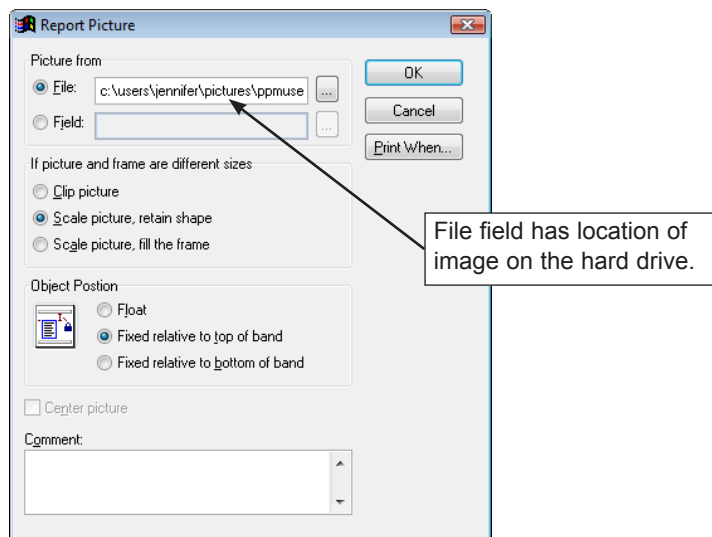 Report Picture
Picture from
File:
c:\users\jennifer\pictures\ppmuse
...
OK
Field:
...
Cancel
Print When...
If picture and frame are different sizes
Clip picture
Scale picture, retain shape
Scale picture, fill the frame
File field has location of
image on the hard drive.
Object Postion
Float
Fixed relative to top of band
Fixed relative to bottom of band
Center picture
Comment: